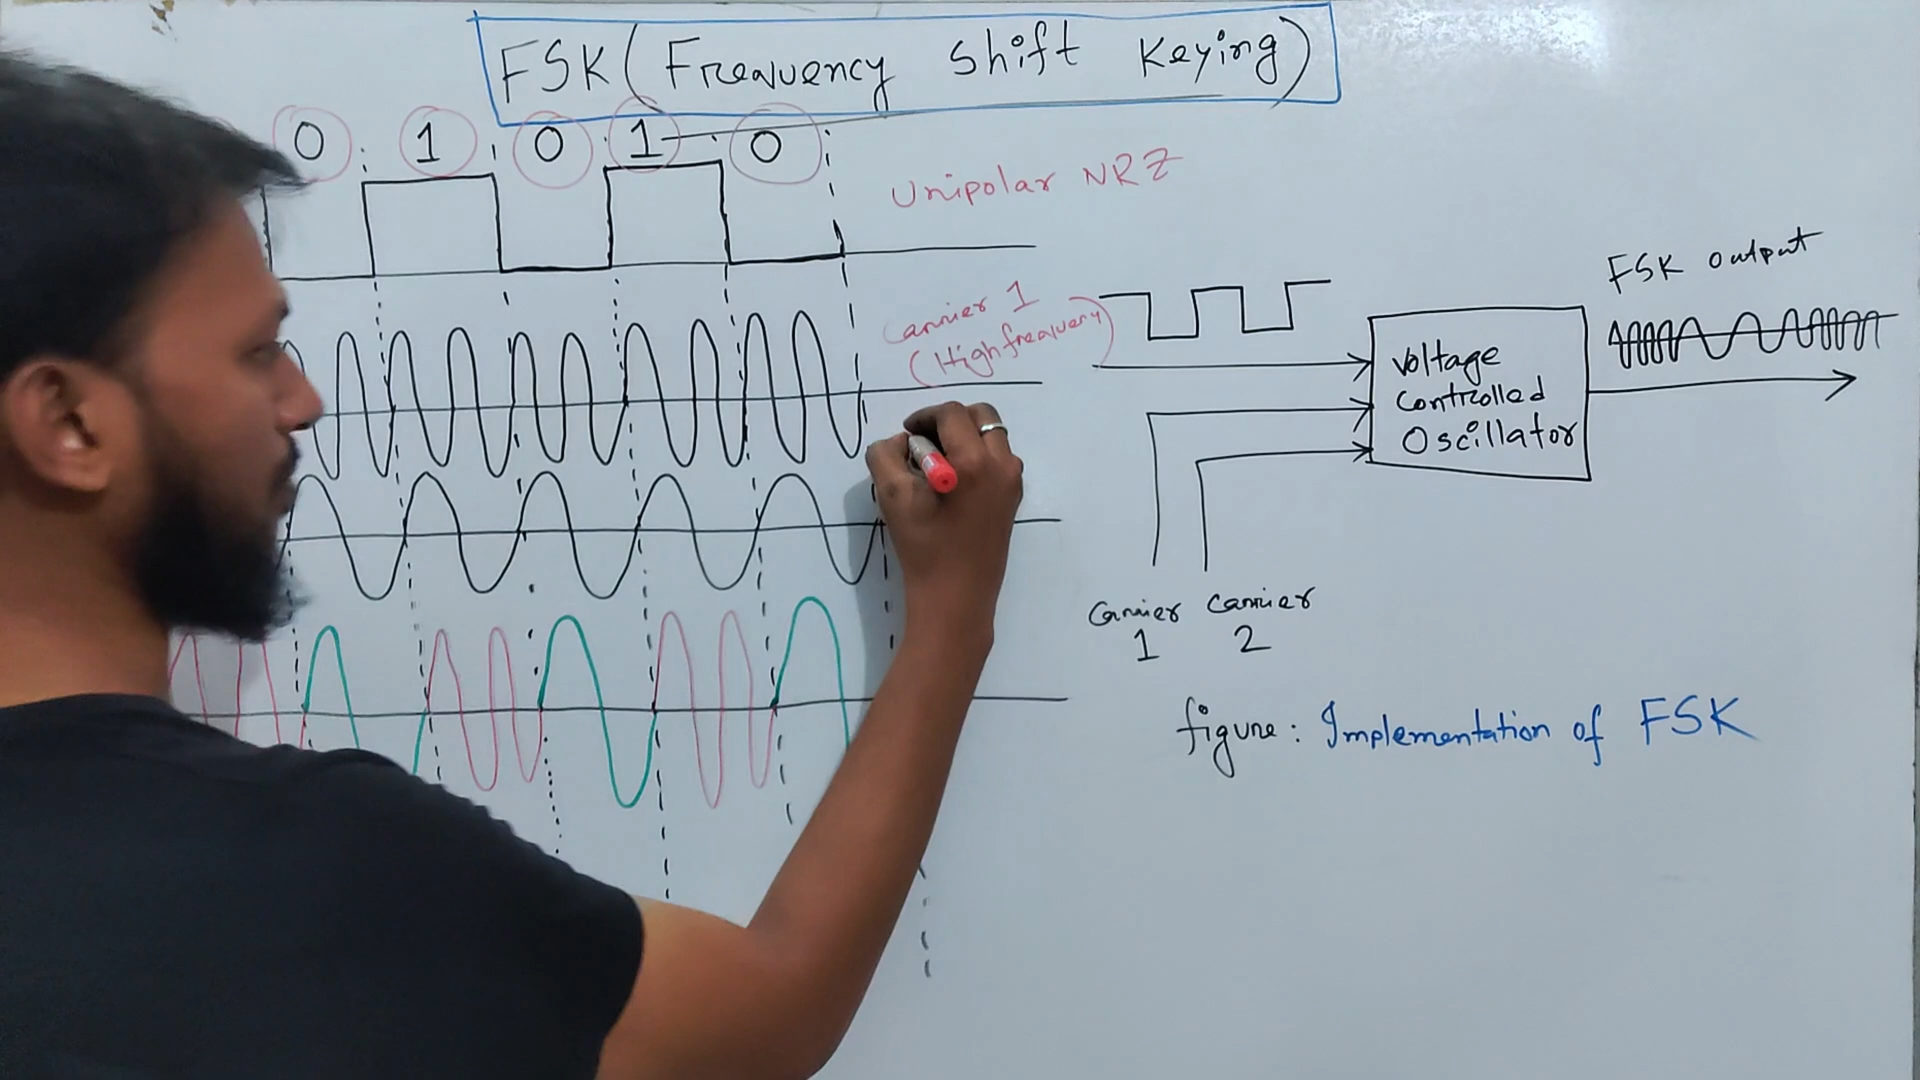 FSK (Frequency Shift Keying)
0 1 0 1 0
Unipolar NRZ
Carrier 1
(High frequency)
FSK output
Voltage
Controlled
Oscillator
Carrier Carrier
1 2
figure: Implementation of FSK